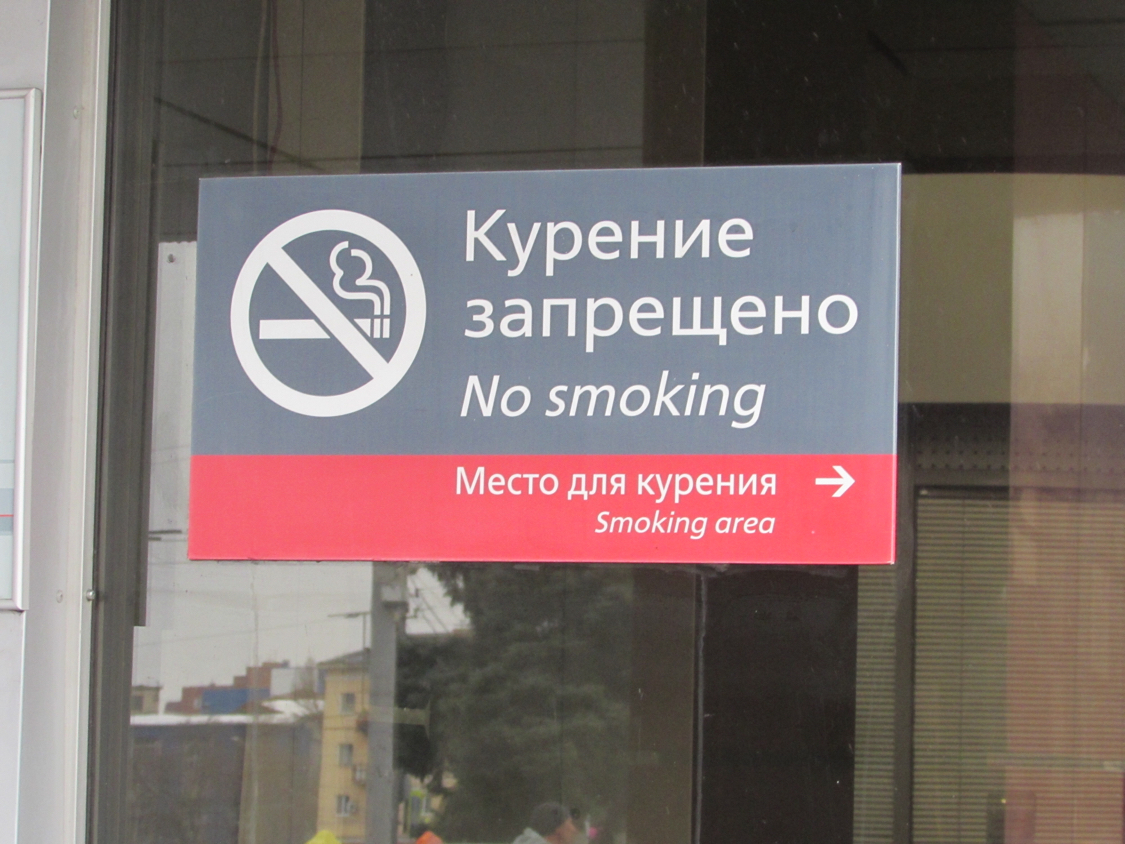 Курение
запрещено
No smoking
Место для курения →
Smoking area